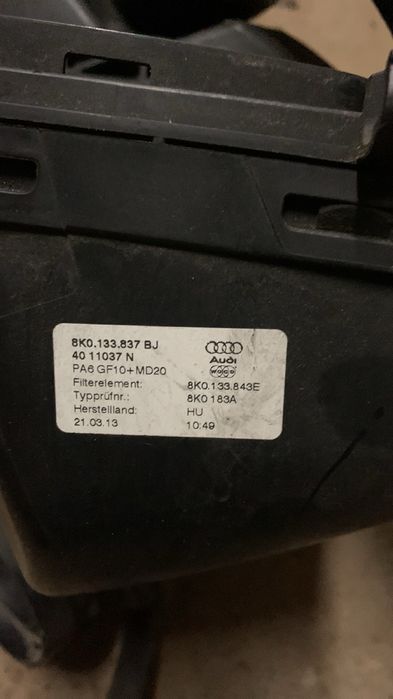 8K0.133.837 BJ
40 11037 N
Audi
PA6 GF10+MD20
WOCO
Filterelement: 8K0.133.843E
Typprüfnr.: 8K0 183A
Herstellland: HU
21.03.13 10:49